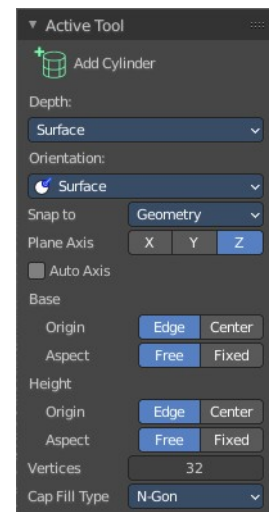 Active Tool
Add Cylinder
Depth:
Surface
Orientation:
Surface
Snap to Geometry
Plane Axis X Y Z
Auto Axis
Base
Origin Edge Center
Aspect Free Fixed
Height
Origin Edge Center
Aspect Free Fixed
Vertices 32
Cap Fill Type N-Gon